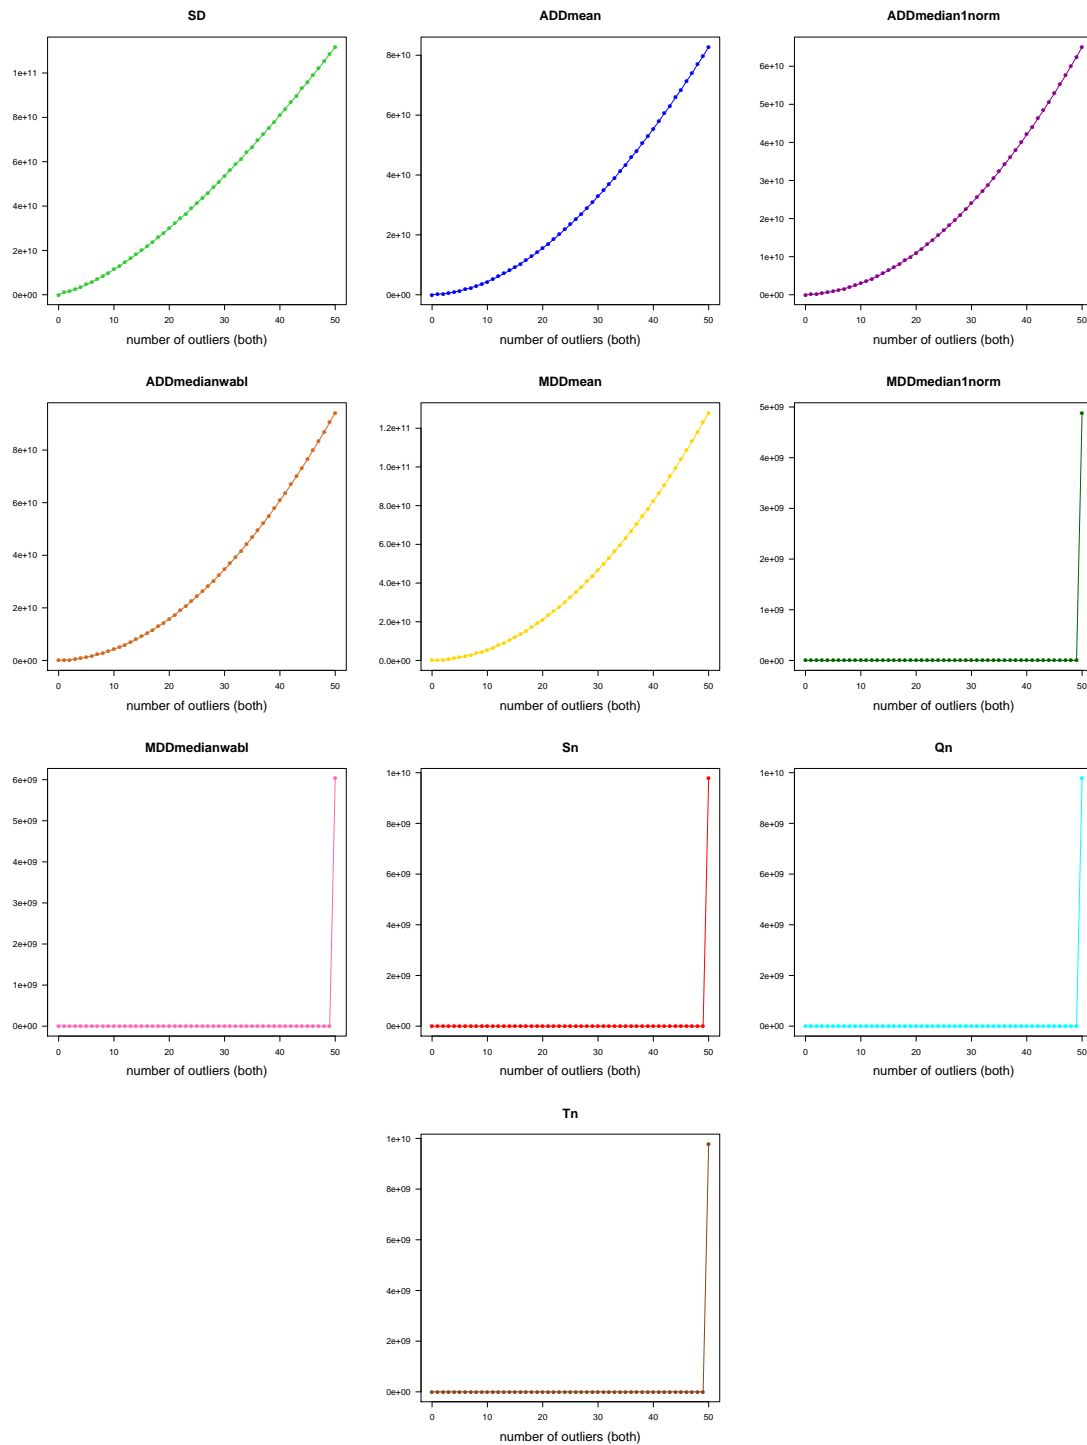 SD
ADDmean
ADDmedian1norm
1e+11
8e+10
6e+10
4e+10
2e+10
0e+00
0 10 20 30 40 50
number of outliers (both)
8e+10
6e+10
4e+10
2e+10
0e+00
0 10 20 30 40 50
number of outliers (both)
6e+10
5e+10
4e+10
3e+10
2e+10
1e+10
0e+00
0 10 20 30 40 50
number of outliers (both)
ADDmedianwabl
MDDmean
MDDmedian1norm
8e+10
6e+10
4e+10
2e+10
0e+00
0 10 20 30 40 50
number of outliers (both)
1.2e+11
1.0e+11
8.0e+10
6.0e+10
4.0e+10
2.0e+10
0.0e+00
0 10 20 30 40 50
number of outliers (both)
5e+09
4e+09
3e+09
2e+09
1e+09
0e+00
0 10 20 30 40 50
number of outliers (both)
MDDmedianwabl
Sn
Qn
6e+09
5e+09
4e+09
3e+09
2e+09
1e+09
0e+00
0 10 20 30 40 50
number of outliers (both)
1e+10
8e+09
6e+09
4e+09
2e+09
0e+00
0 10 20 30 40 50
number of outliers (both)
1e+10
8e+09
6e+09
4e+09
2e+09
0e+00
0 10 20 30 40 50
number of outliers (both)
Tn
1e+10
8e+09
6e+09
4e+09
2e+09
0e+00
0 10 20 30 40 50
number of outliers (both)